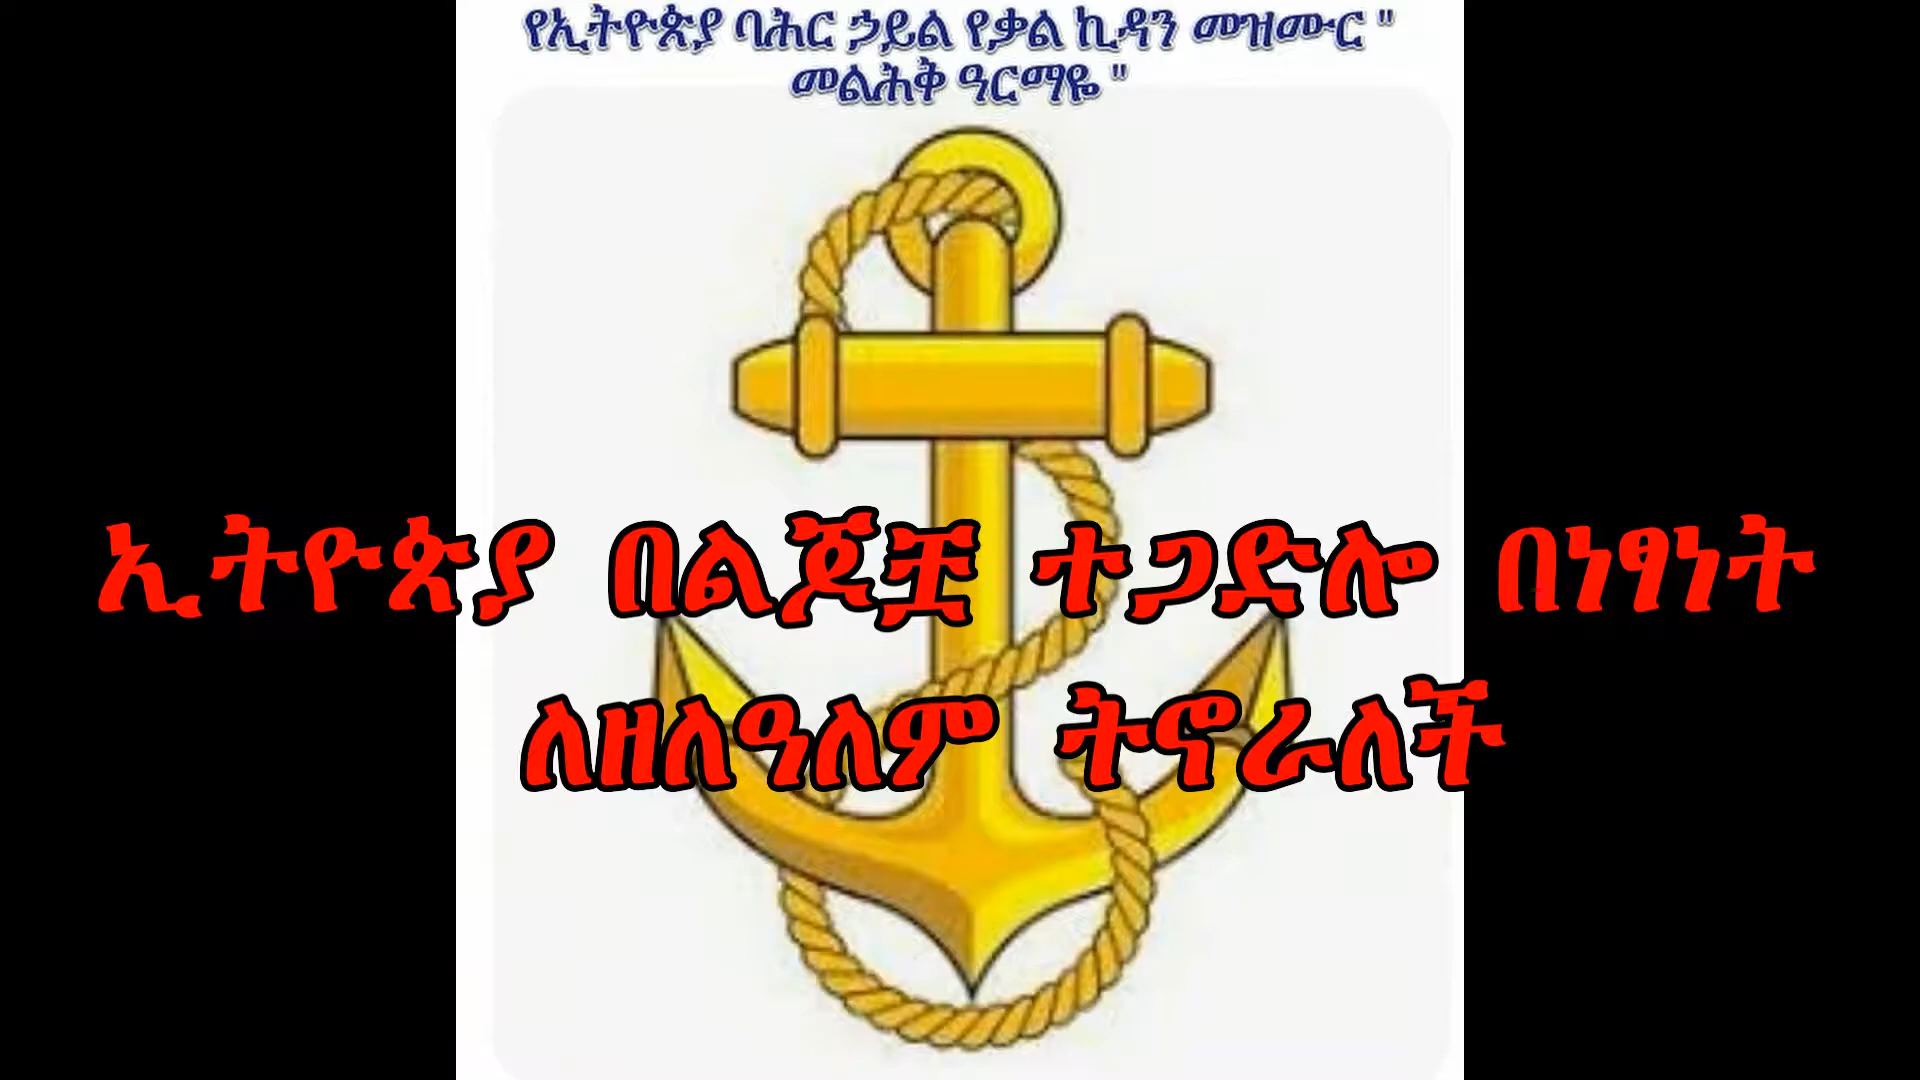 የኢትዮጵያ ባሕር ኃይል የቃል ኪዳን መዝሙር "
መልሕቅ ዓርማዬ "
ኢትዮጵያ በልጆቿ ተጋድሎ በነፃነት
ለዘለዓለም ትኖራለች